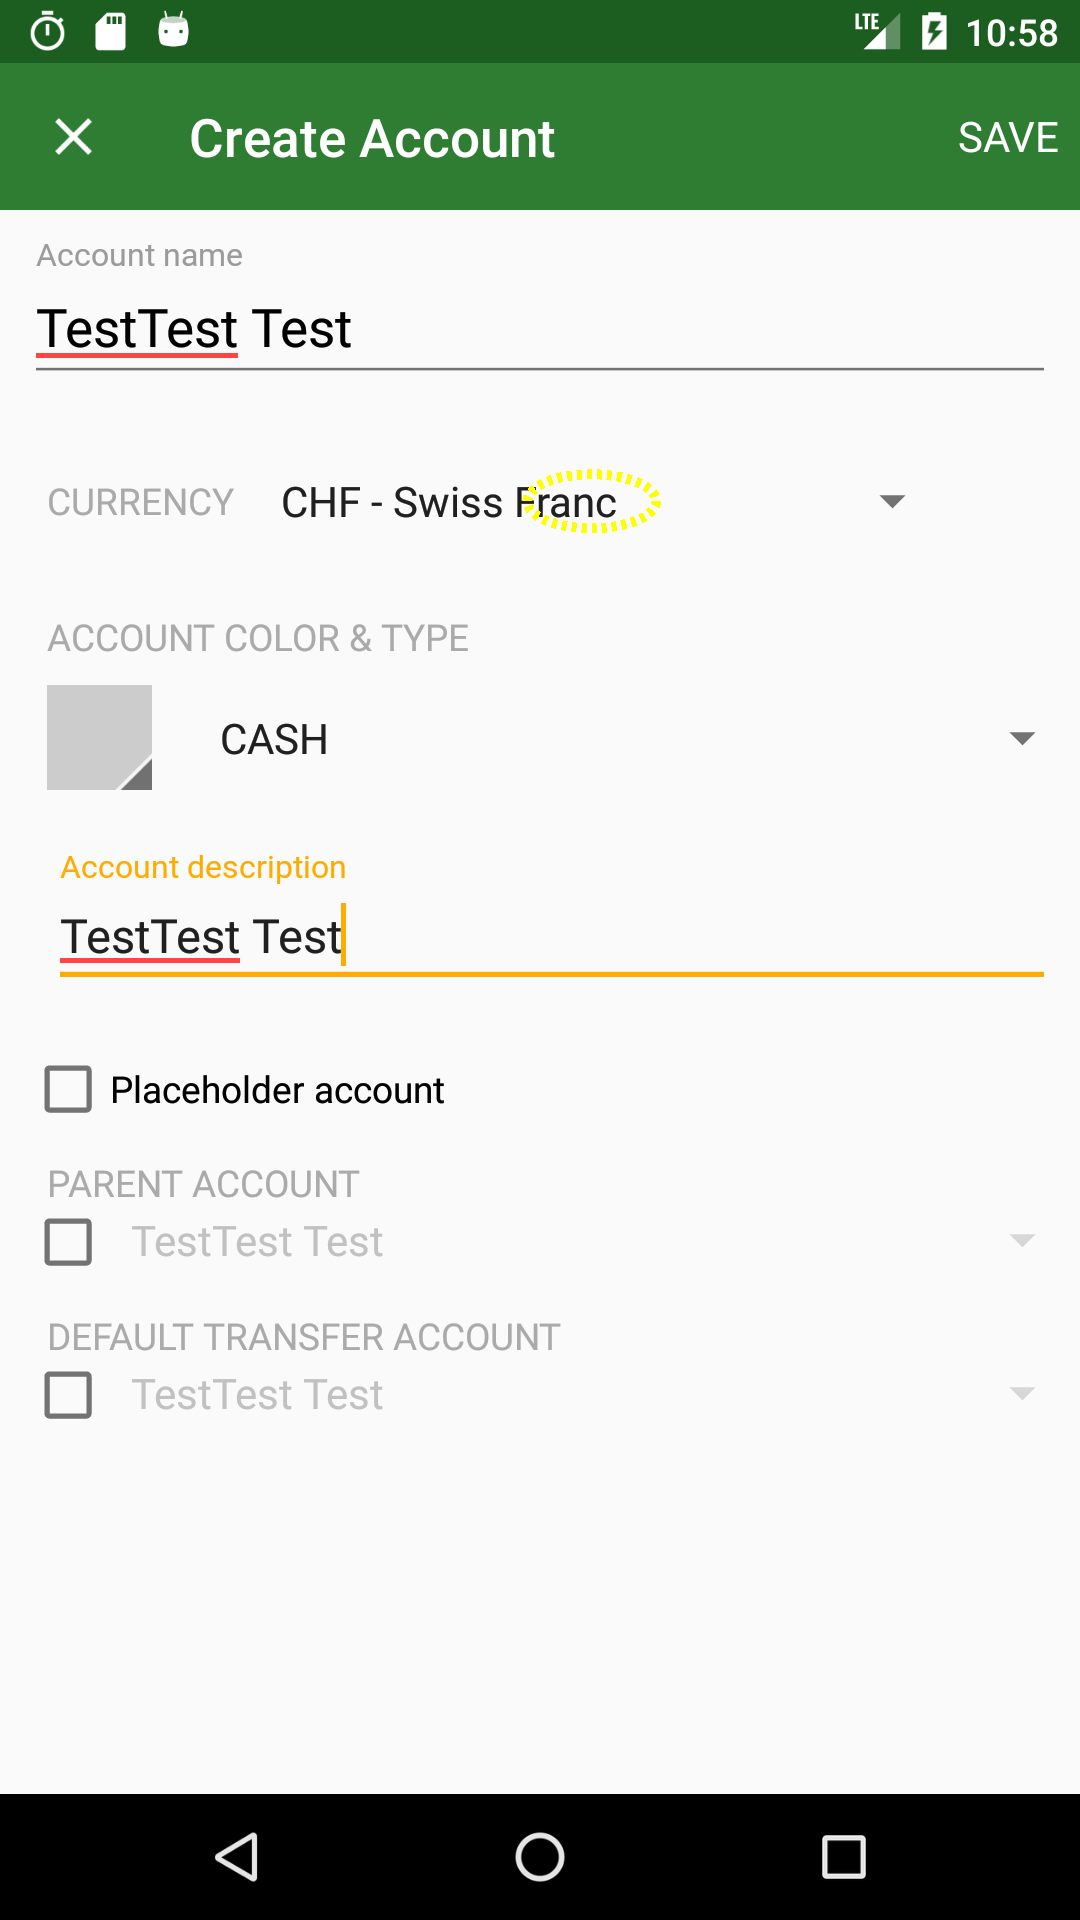 LTE 10:58
Create Account SAVE
Account name
TestTest Test
CURRENCY CHF - Swiss Franc
ACCOUNT COLOR & TYPE
CASH
Account description
TestTest Test
Placeholder account
PARENT ACCOUNT
TestTest Test
DEFAULT TRANSFER ACCOUNT
TestTest Test